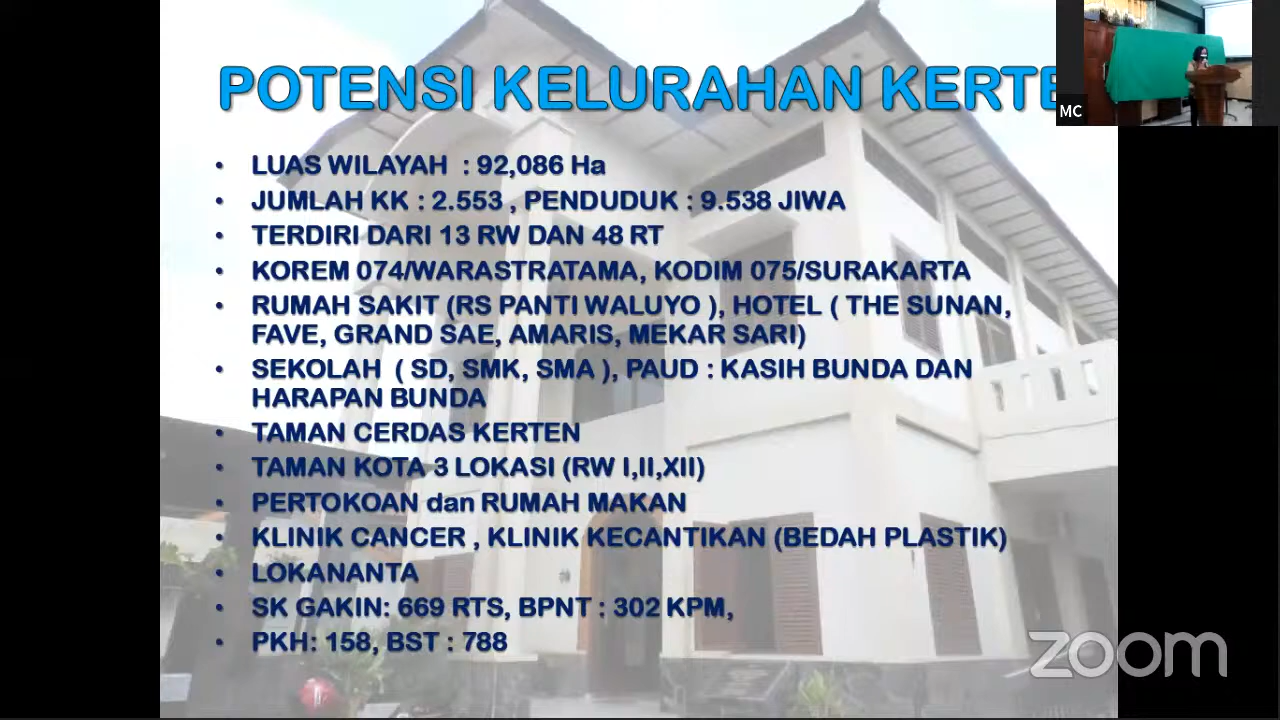 POTENSI KELURAHAN KERTE
MC
• LUAS WILAYAH : 92,086 Ha
• JUMLAH KK : 2.553 , PENDUDUK : 9.538 JIWA
• TERDIRI DARI 13 RW DAN 48 RT
• KOREM 074/WARASTRATAMA, KODIM 075/SURAKARTA
• RUMAH SAKIT (RS PANTI WALUYO ), HOTEL ( THE SUNAN,
FAVE, GRAND SAE, AMARIS, MEKAR SARI)
• SEKOLAH ( SD, SMK, SMA ), PAUD : KASIH BUNDA DAN
HARAPAN BUNDA
• TAMAN CERDAS KERTEN
• TAMAN KOTA 3 LOKASI (RW I,II,XII)
• PERTOKOAN dan RUMAH MAKAN
• KLINIK CANCER , KLINIK KECANTIKAN (BEDAH PLASTIK)
• LOKANANTA
• SK GAKIN: 669 RTS, BPNT : 302 KPM,
• PKH: 158, BST : 788
zoom